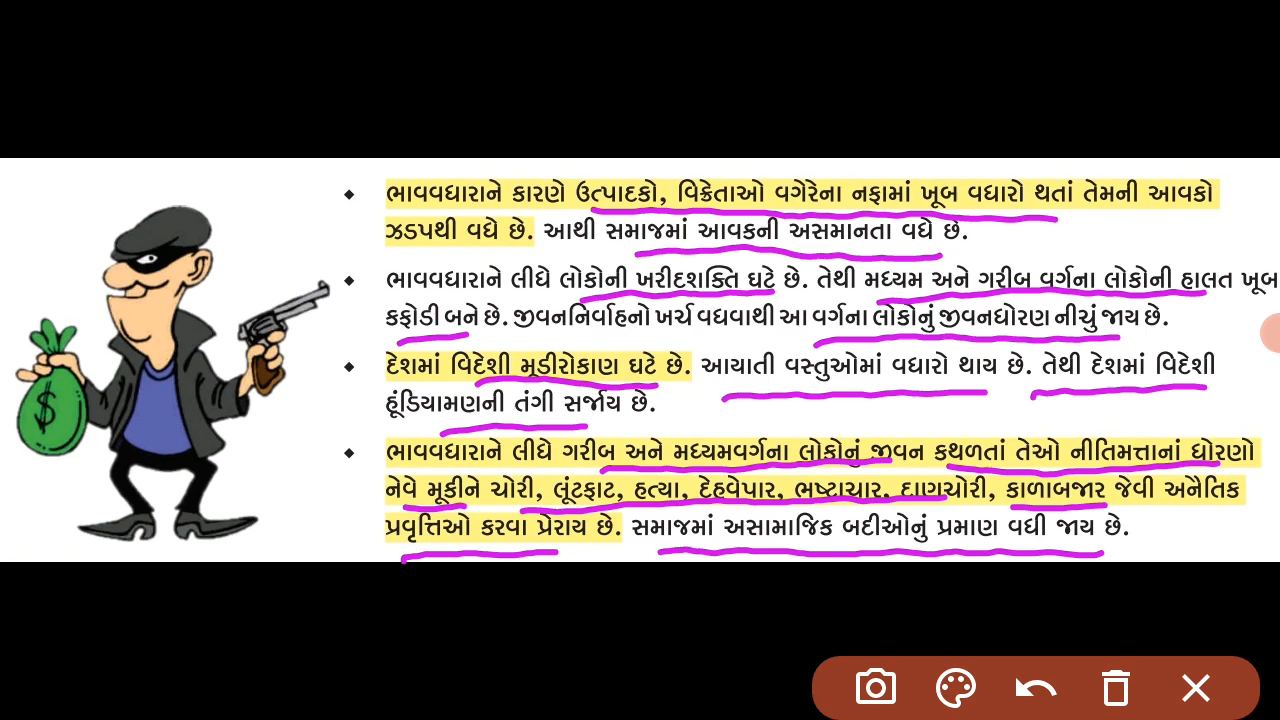 ભાવવધારાને કારણે ઉત્પાદકો, વિક્રેતાઓ વગેરેના નફામાં ખૂબ વધારો થતાં તેમની આવકો
ઝડપથી વધે છે. આથી સમાજમાં આવકની અસમાનતા વધે છે.
ભાવવધારાને લીધે લોકોની ખરીદશક્તિ ઘટે છે. તેથી મધ્યમ અને ગરીબ વર્ગના લોકોની હાલત ખૂબ
કફોડી બને છે. જીવનનિર્વાહનો ખર્ચ વધવાથી આ વર્ગના લોકોનું જીવનધોરણ નીચું જાય છે.
દેશમાં વિદેશી મૂડીરોકાણ ઘટે છે. આયાતી વસ્તુઓમાં વધારો થાય છે. તેથી દેશમાં વિદેશી
હૂંડિયામણની તંગી સર્જાય છે.
ભાવવધારાને લીધે ગરીબ અને મધ્યમવર્ગના લોકોનું જીવન કથળતાં તેઓ નીતિમત્તાનાં ધોરણો
નેવે મૂકીને ચોરી, લૂંટફાટ, હત્યા, દેહવેપાર, ભ્રષ્ટાચાર, દાણચોરી, કાળાબજાર જેવી અનૈતિક
પ્રવૃત્તિઓ કરવા પ્રેરાય છે. સમાજમાં અસામાજિક બદીઓનું પ્રમાણ વધી જાય છે.